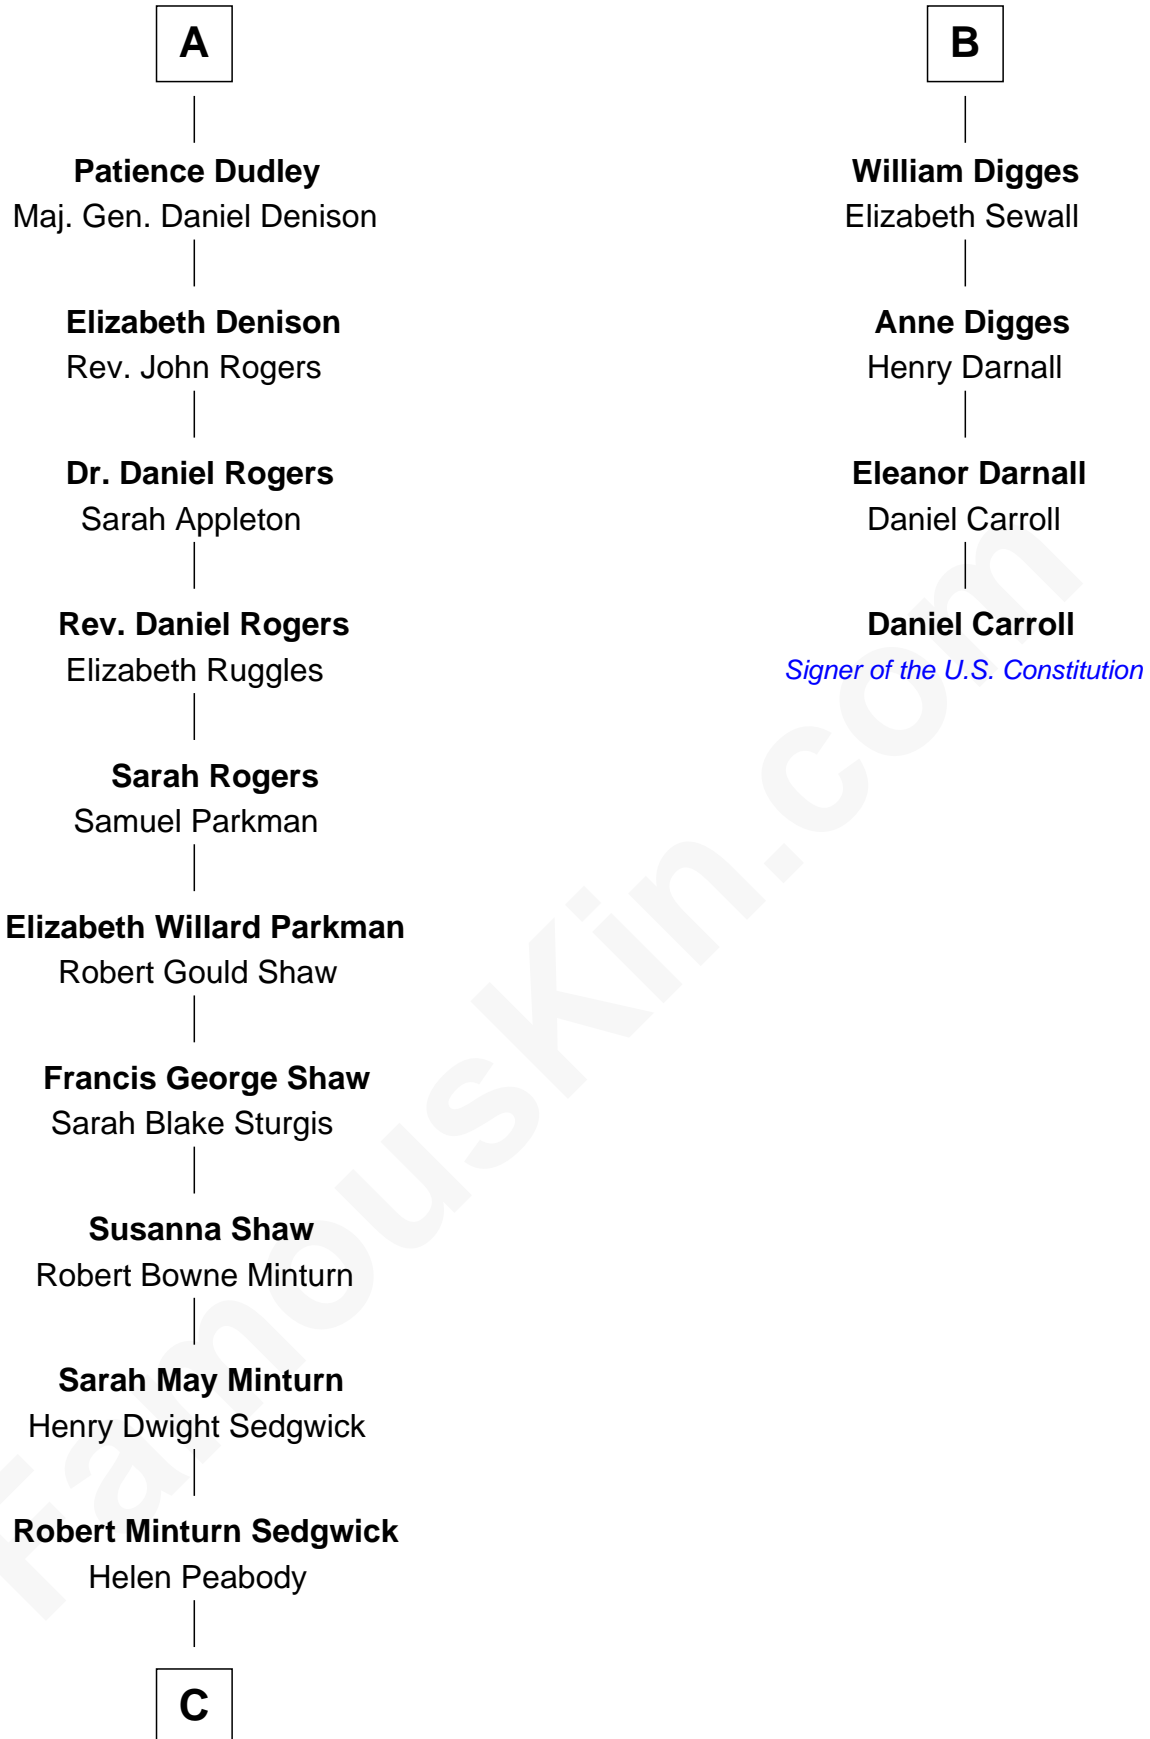 A
Patience Dudley
Maj. Gen. Daniel Denison
Elizabeth Denison
Rev. John Rogers
Dr. Daniel Rogers
Sarah Appleton
Rev. Daniel Rogers
Elizabeth Ruggles
Sarah Rogers
Samuel Parkman
Elizabeth Willard Parkman
Robert Gould Shaw
Francis George Shaw
Sarah Blake Sturgis
Susanna Shaw
Robert Bowne Minturn
Sarah May Minturn
Henry Dwight Sedgwick
Robert Minturn Sedgwick
Helen Peabody
C
B
William Digges
Elizabeth Sewall
Anne Digges
Henry Darnall
Eleanor Darnall
Daniel Carroll
Daniel Carroll
Signer of the U.S. Constitution
FamousKin.com